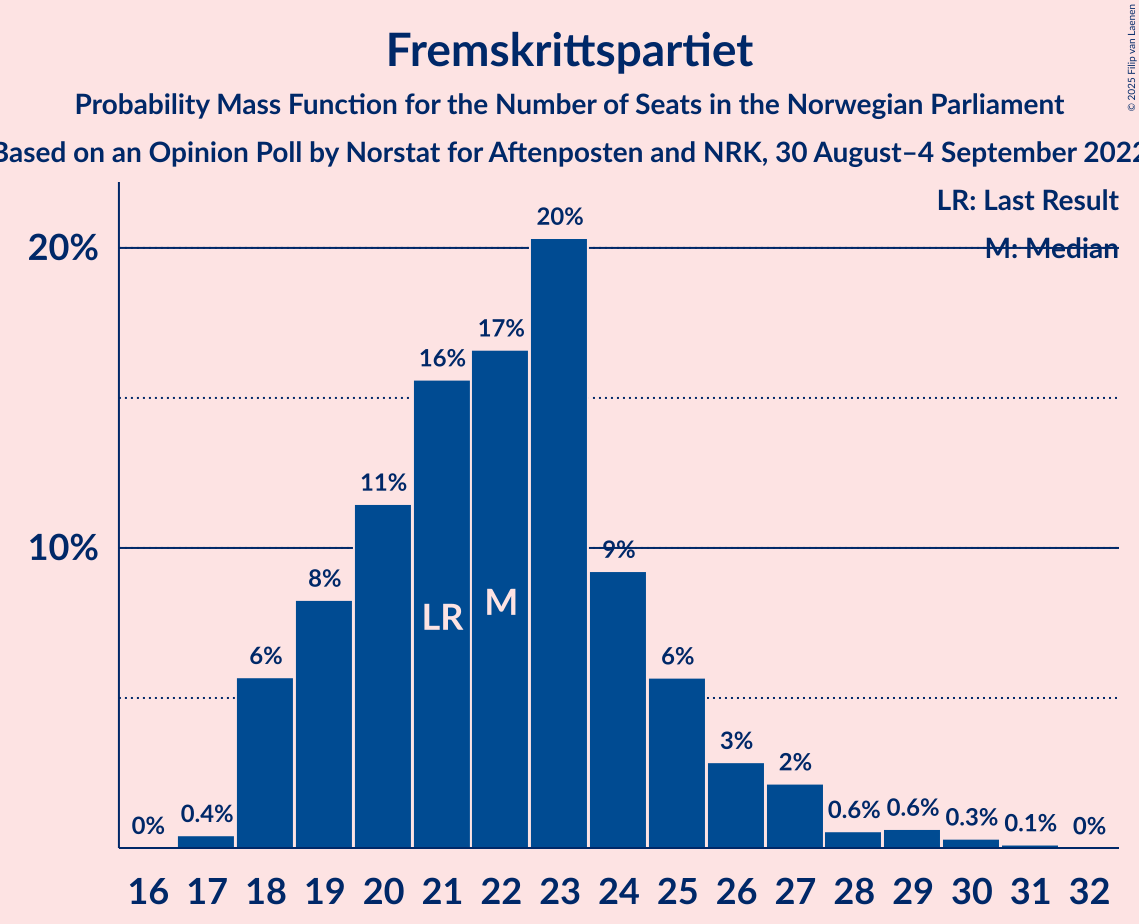 Fremskrittspartiet
Probability Mass Function for the Number of Seats in the Norwegian Parliament
Based on an Opinion Poll by Norstat for Aftenposten and NRK, 30 August–4 September 2022
© 2025 Filip van Laenen
LR: Last Result
M: Median
20%
10%
0%
0.4%
6%
8%
11%
16%
17%
20%
9%
6%
3%
2%
0.6%
0.6%
0.3%
0.1%
0%
LR
M
16 17 18 19 20 21 22 23 24 25 26 27 28 29 30 31 32